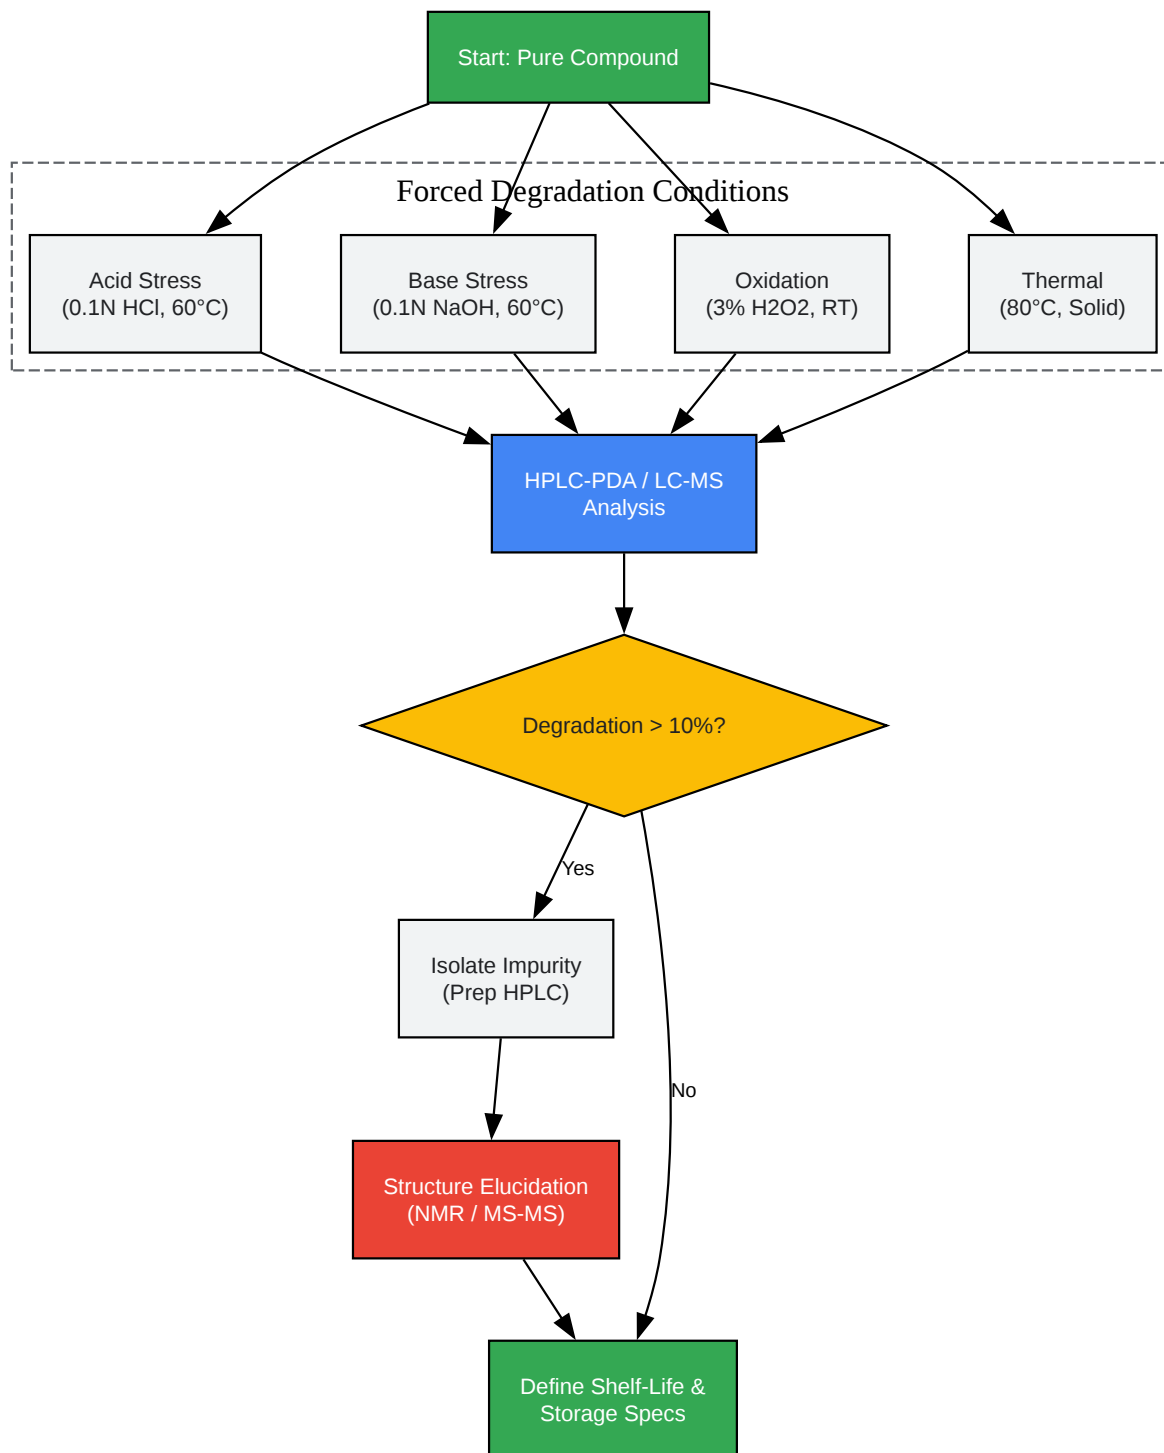 Start: Pure Compound
Forced Degradation Conditions
Acid Stress
(0.1N HCl, 60°C)
Base Stress
(0.1N NaOH, 60°C)
Oxidation
(3% H2O2, RT)
Thermal
(80°C, Solid)
HPLC-PDA / LC-MS
Analysis
Degradation > 10%?
Yes
Isolate Impurity
(Prep HPLC)
No
Structure Elucidation
(NMR / MS-MS)
Define Shelf-Life &
Storage Specs